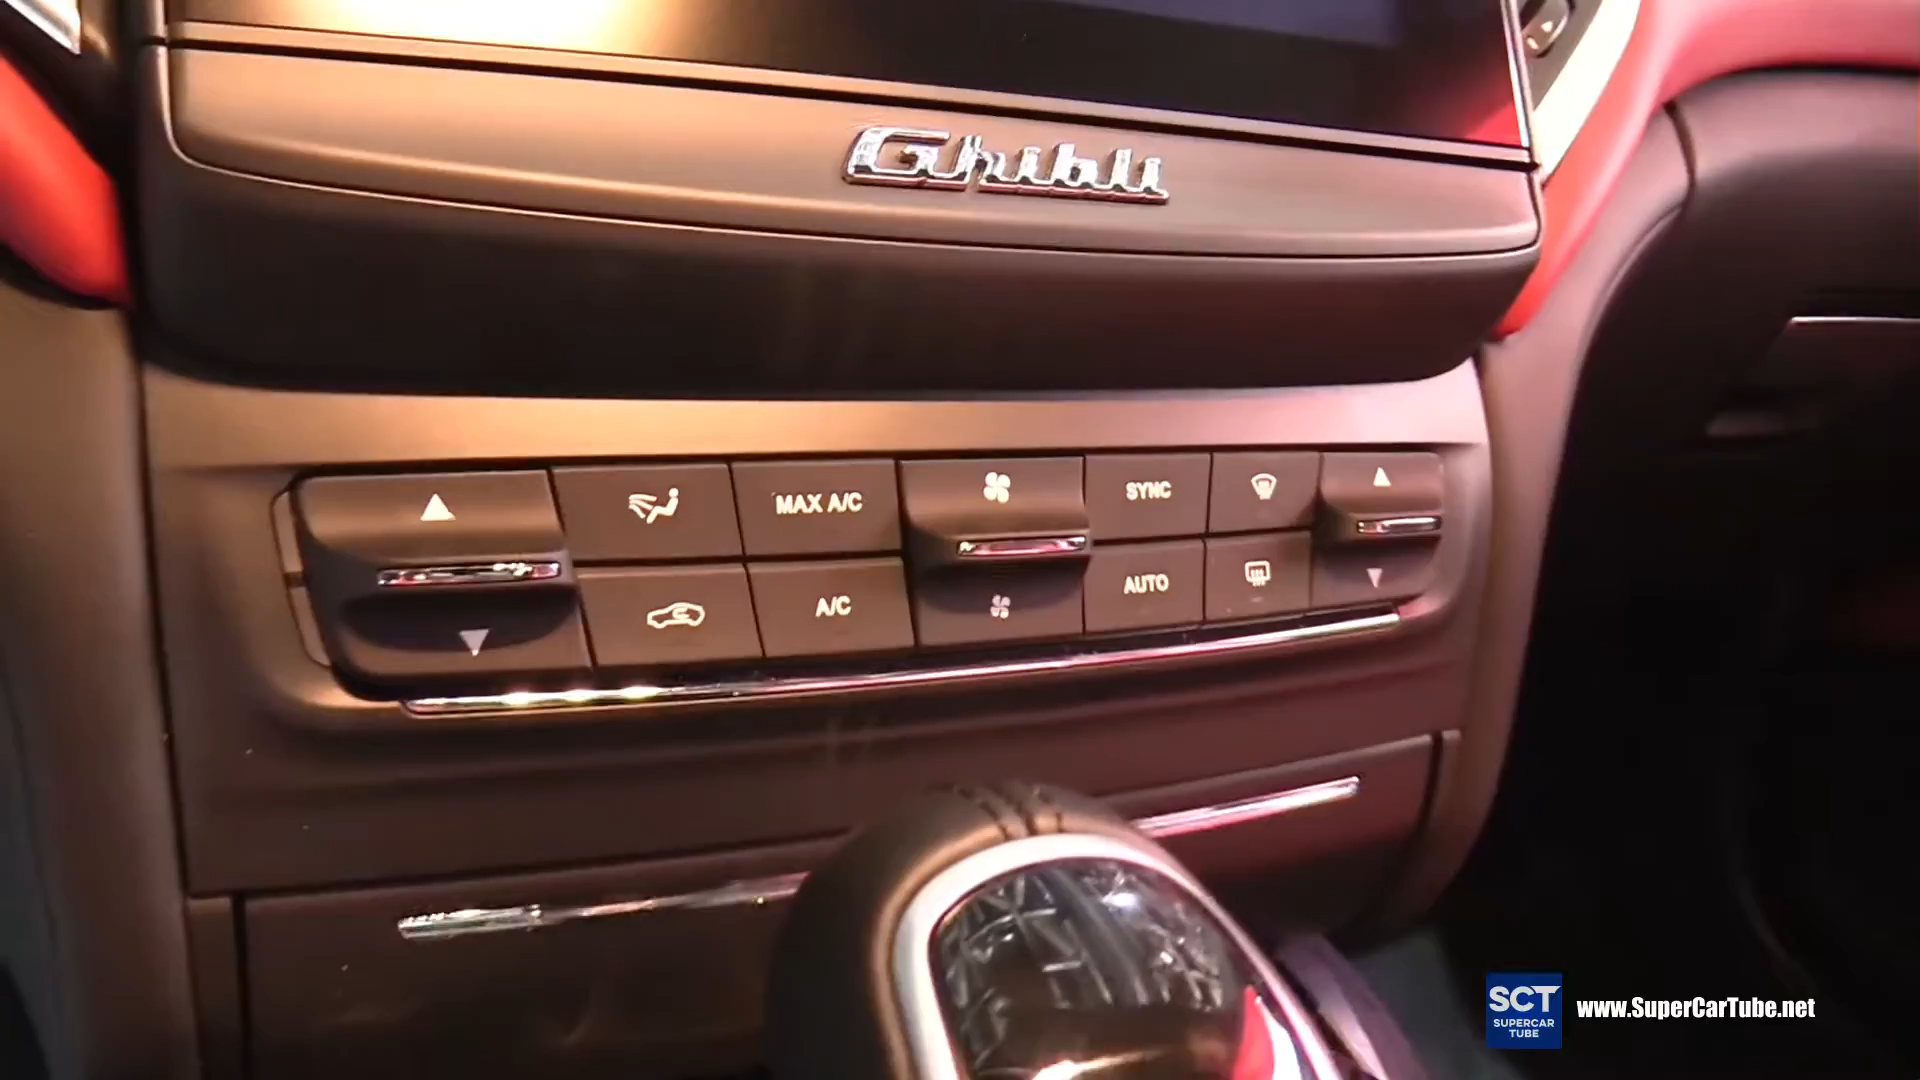 Ghibli
MAX A/C
SYNC
A/C
AUTO
SCT
SUPERCAR
TUBE
www.SuperCarTube.net